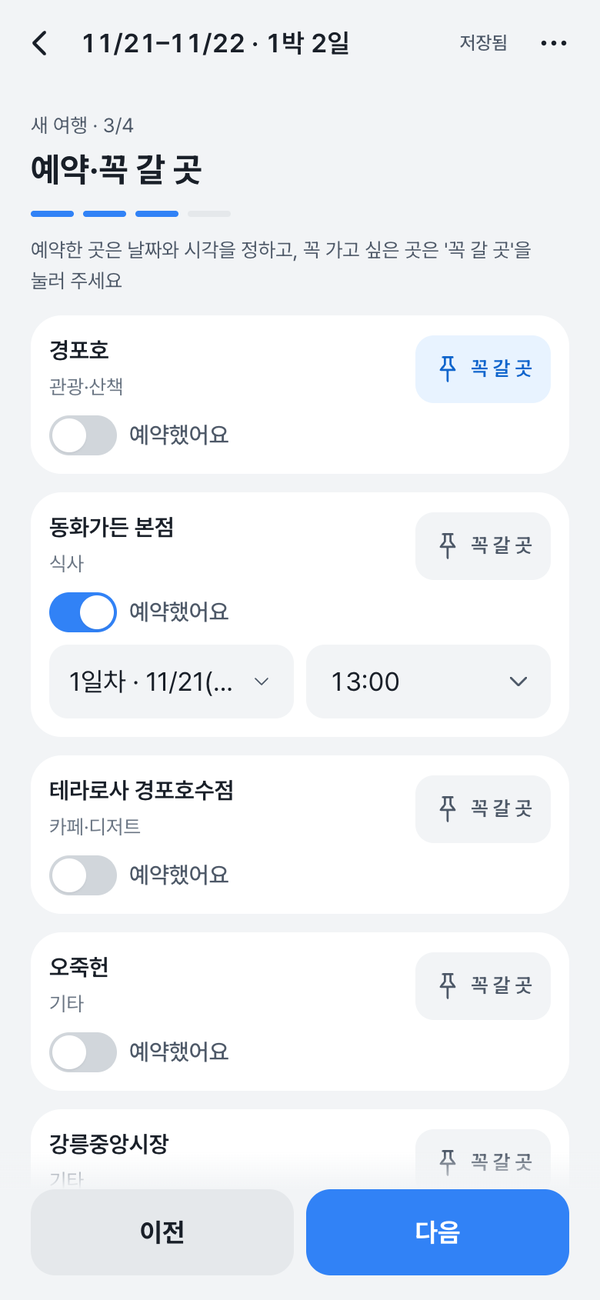 11/21–11/22 · 1박 2일
저장됨
새 여행 · 3/4
예약·꼭 갈 곳
예약한 곳은 날짜와 시각을 정하고, 꼭 가고 싶은 곳은 '꼭 갈 곳'을
눌러 주세요
경포호
꼭 갈 곳
관광·산책
예약했어요
동화가든 본점
꼭 갈 곳
식사
예약했어요
1일차 · 11/21(...
13:00
테라로사 경포호수점
꼭 갈 곳
카페·디저트
예약했어요
오죽헌
꼭 갈 곳
기타
예약했어요
강릉중앙시장
꼭 갈 곳
기타
이전
다음